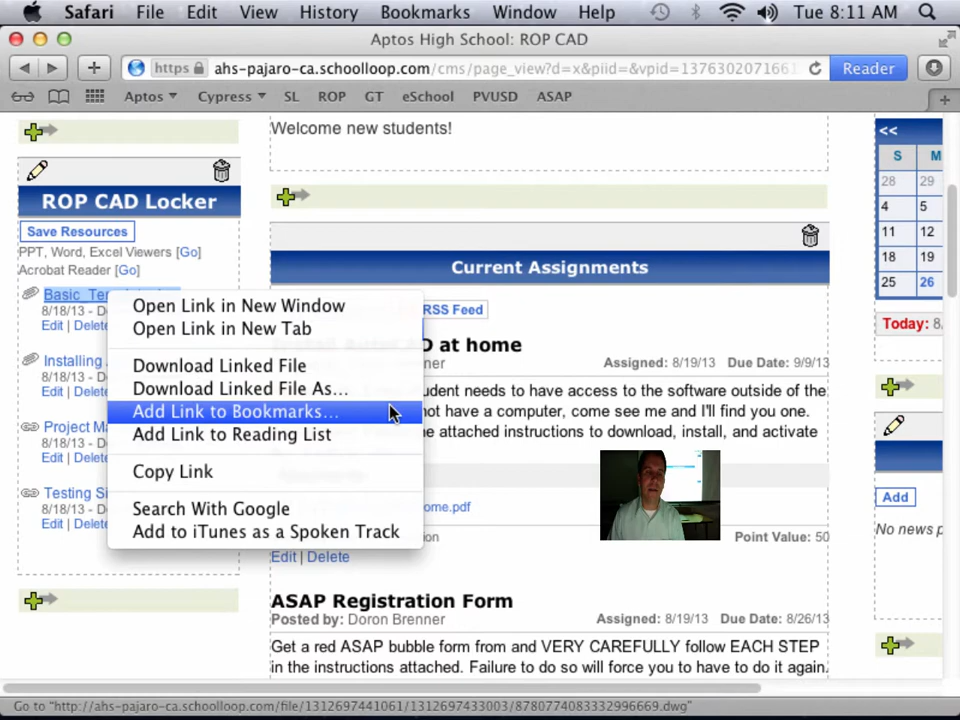 Safari File Edit View History Bookmarks Window Help Tue 8:11 AM
Aptos High School: ROP CAD
https ahs-pajaro-ca.schoolloop.com/cms/page_view?d=x&piid=&vpid=1376302071661 Reader
Aptos Cypress SL ROP GT eSchool PVUSD ASAP
Welcome new students!
<<
S M
28 29
4 5
11 12
18 19
25 26
Today: 8
ROP CAD Locker
Save Resources
PPT, Word, Excel Viewers [Go]
Acrobat Reader [Go]
8/18/13 -
Edit | Delete
Installing
8/18/13 -
Edit | Delete
Project
8/18/13 -
Edit | Delete
Testing
8/18/13 -
Edit | Delete
Open Link in New Window
Open Link in New Tab
Download Linked File
Download Linked File As...
Add Link to Bookmarks...
Add Link to Reading List
Copy Link
Search With Google
Add to iTunes as a Spoken Track
Current Assignments
RSS Feed
at home
Assigned: 8/19/13 Due Date: 9/9/13
student needs to have access to the software outside of the
not have a computer, come see me and I'll find you one.
attached instructions to download, install, and activate
ome.pdf
Point Value: 50
Edit | Delete
ASAP Registration Form
Posted by: Doron Brenner Assigned: 8/19/13 Due Date: 8/26/13
Get a red ASAP bubble form from and VERY CAREFULLY follow EACH STEP
in the instructions attached. Failure to do so will force you to have to do it again.
Add
No news
Go to "http://ahs-pajaro-ca.schoolloop.com/file/1312697441061/1312697433003/8780774083332996669.dwg"